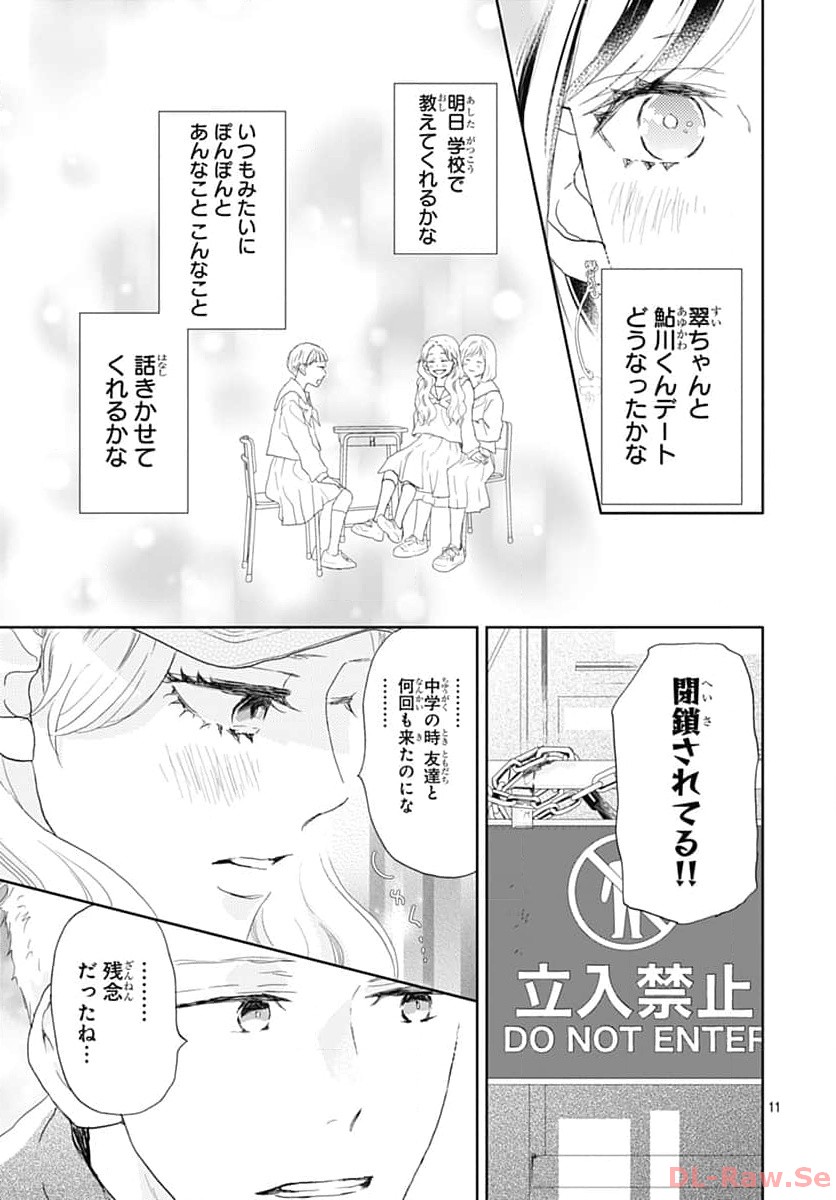 翠ちゃんと
鮎川くんデート
どうなったかな
明日 学校で
教えてくれるかな
いつもみたいに
ぽんぽんと
あんなこと こんなこと
話きかせて
くれるかな
閉鎖されてる!!
立入禁止
DO NOT ENTER
………
中学の時 友達と
何回も来たのにな
しゅん…
………
残念
だったね…
11
DL-Raw.Se